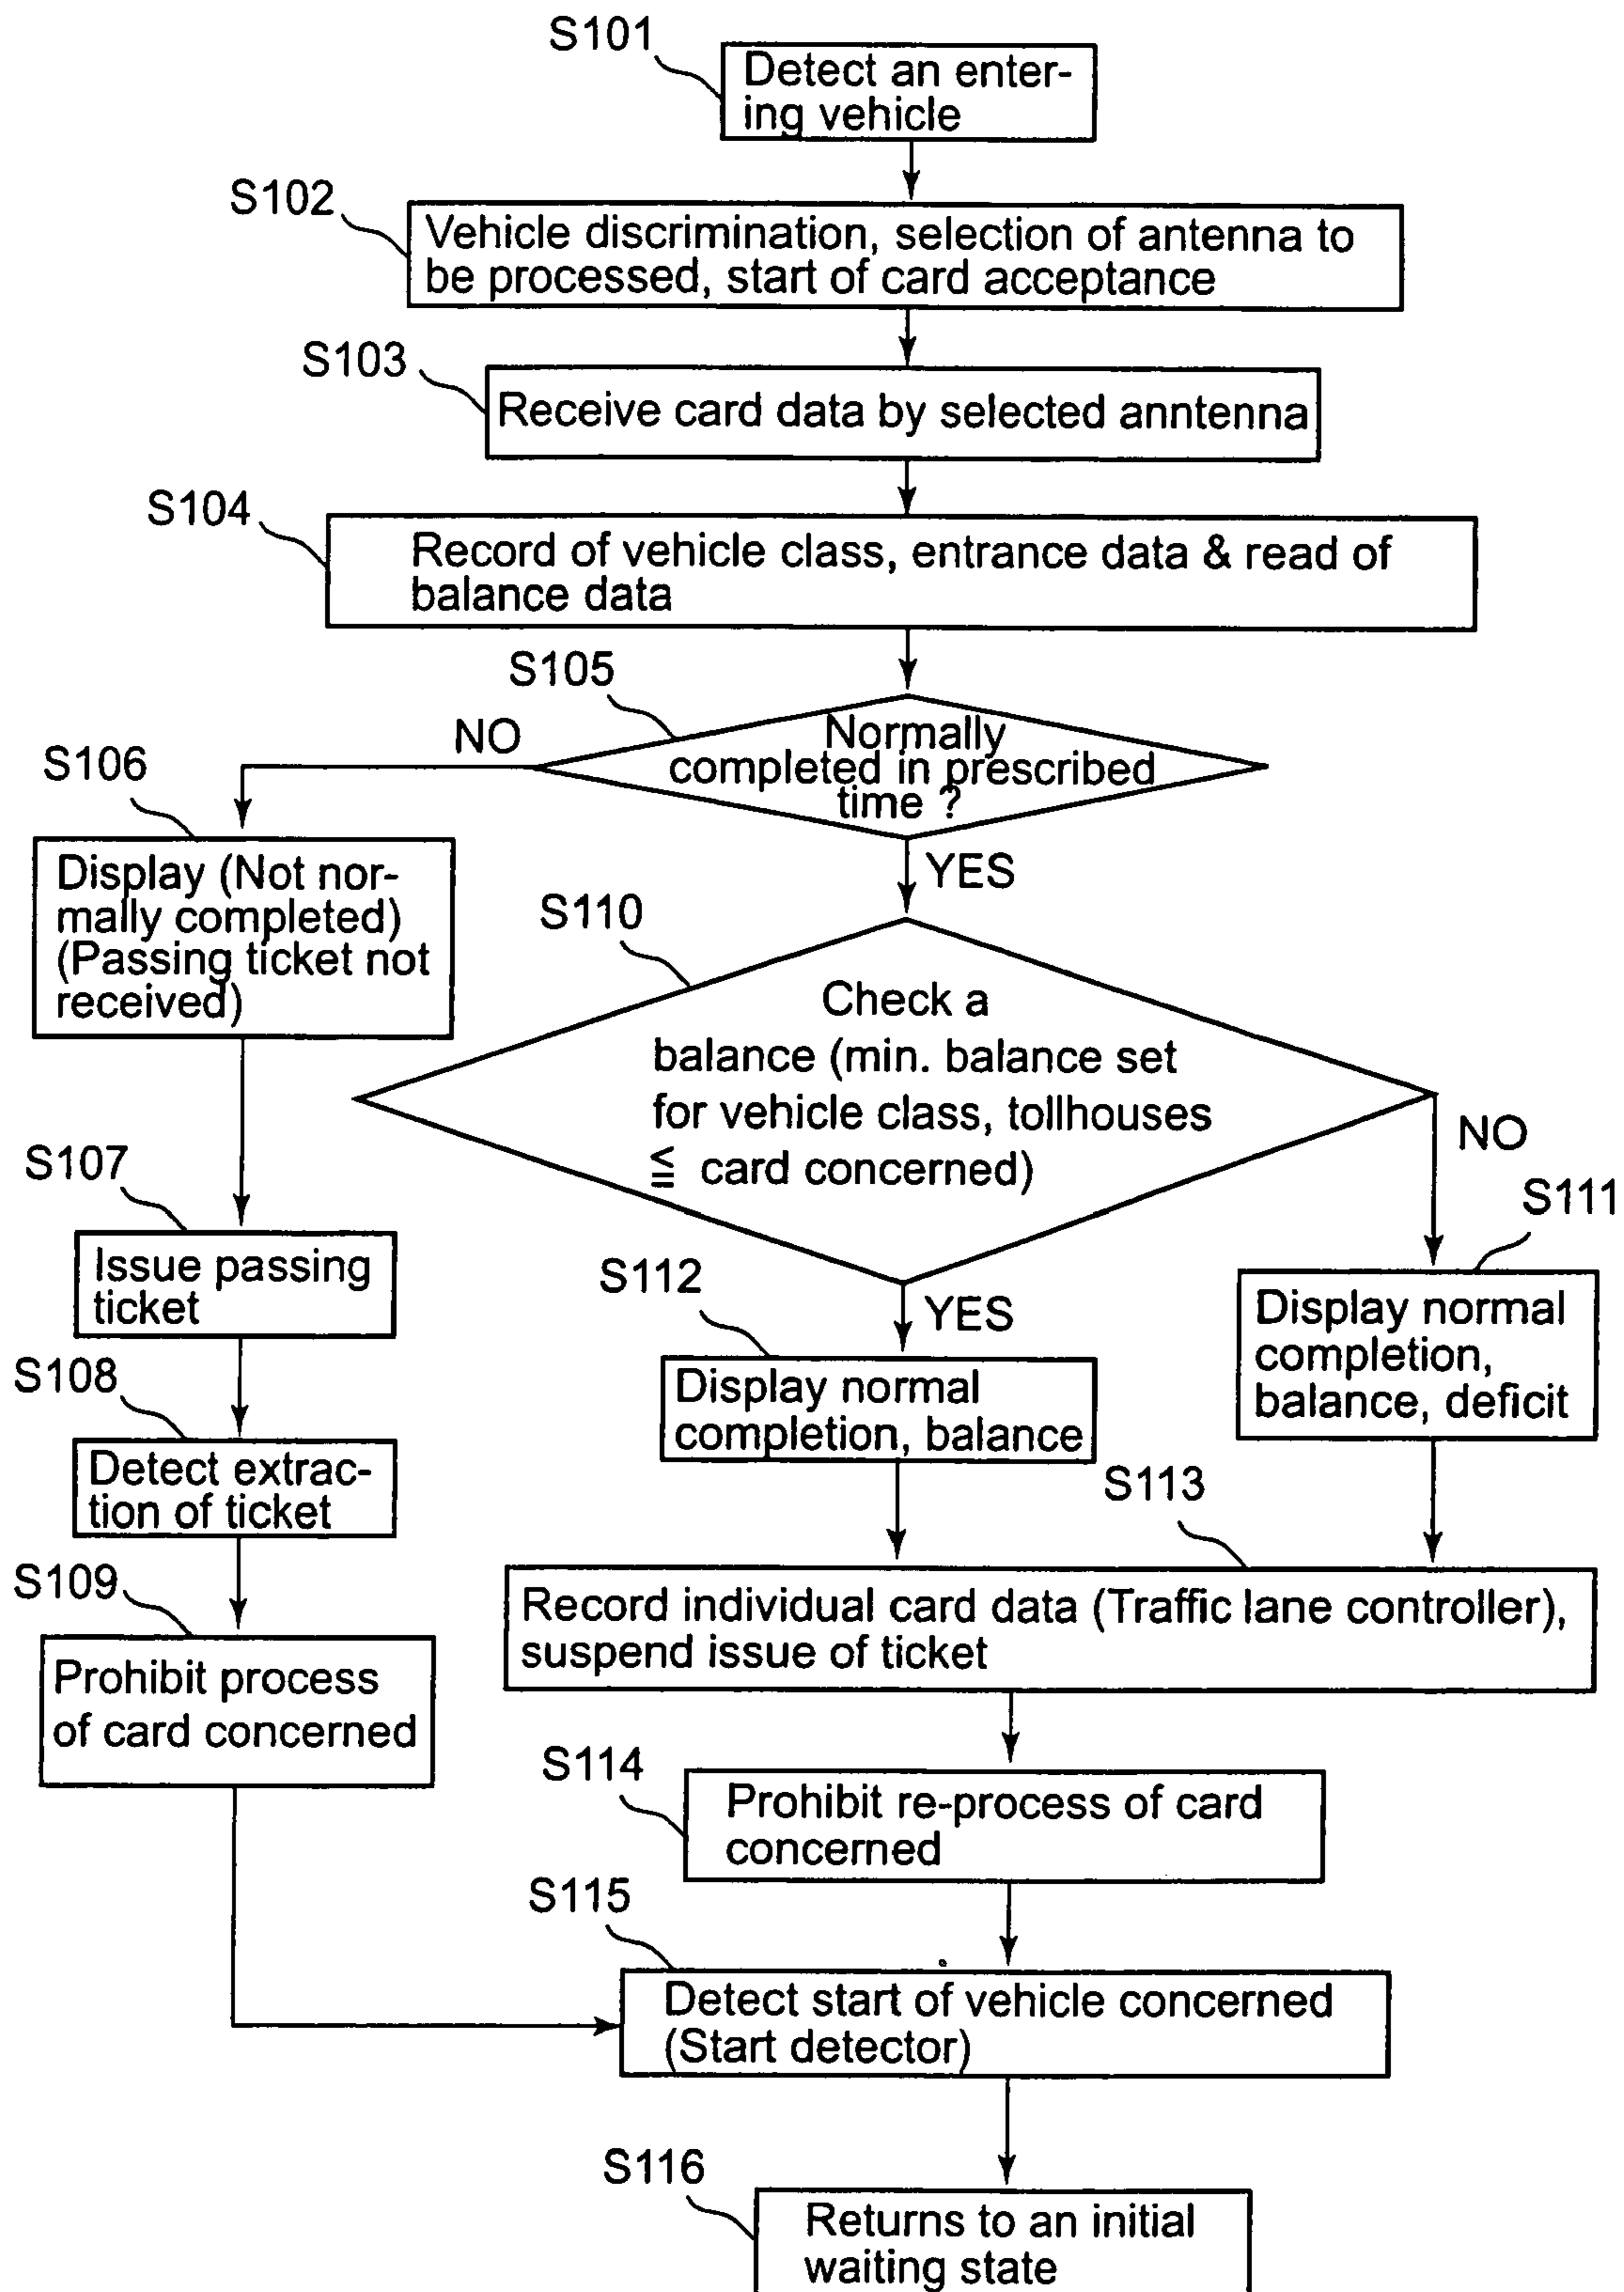 S101
Detect an enter-
ing vehicle
S102
Vehicle discrimination, selection of antenna to
be processed, start of card acceptance
S103
Receive card data by selected anntenna
S104
Record of vehicle class, entrance data & read of
balance data
S105
Normally
completed in prescribed
time ?
NO
YES
S106
Display (Not nor-
mally completed)
(Passing ticket not
received)
S110
Check a
balance (min. balance set
for vehicle class, tollhouses
≦ card concerned)
NO
YES
S107
Issue passing
ticket
S111
Display normal
completion,
balance, deficit
S112
Display normal
completion, balance
S108
Detect extrac-
tion of ticket
S113
Record individual card data (Traffic lane controller),
suspend issue of ticket
S109
Prohibit process
of card concerned
S114
Prohibit re-process of card
concerned
S115
Detect start of vehicle concerned
(Start detector)
S116
Returns to an initial
waiting state